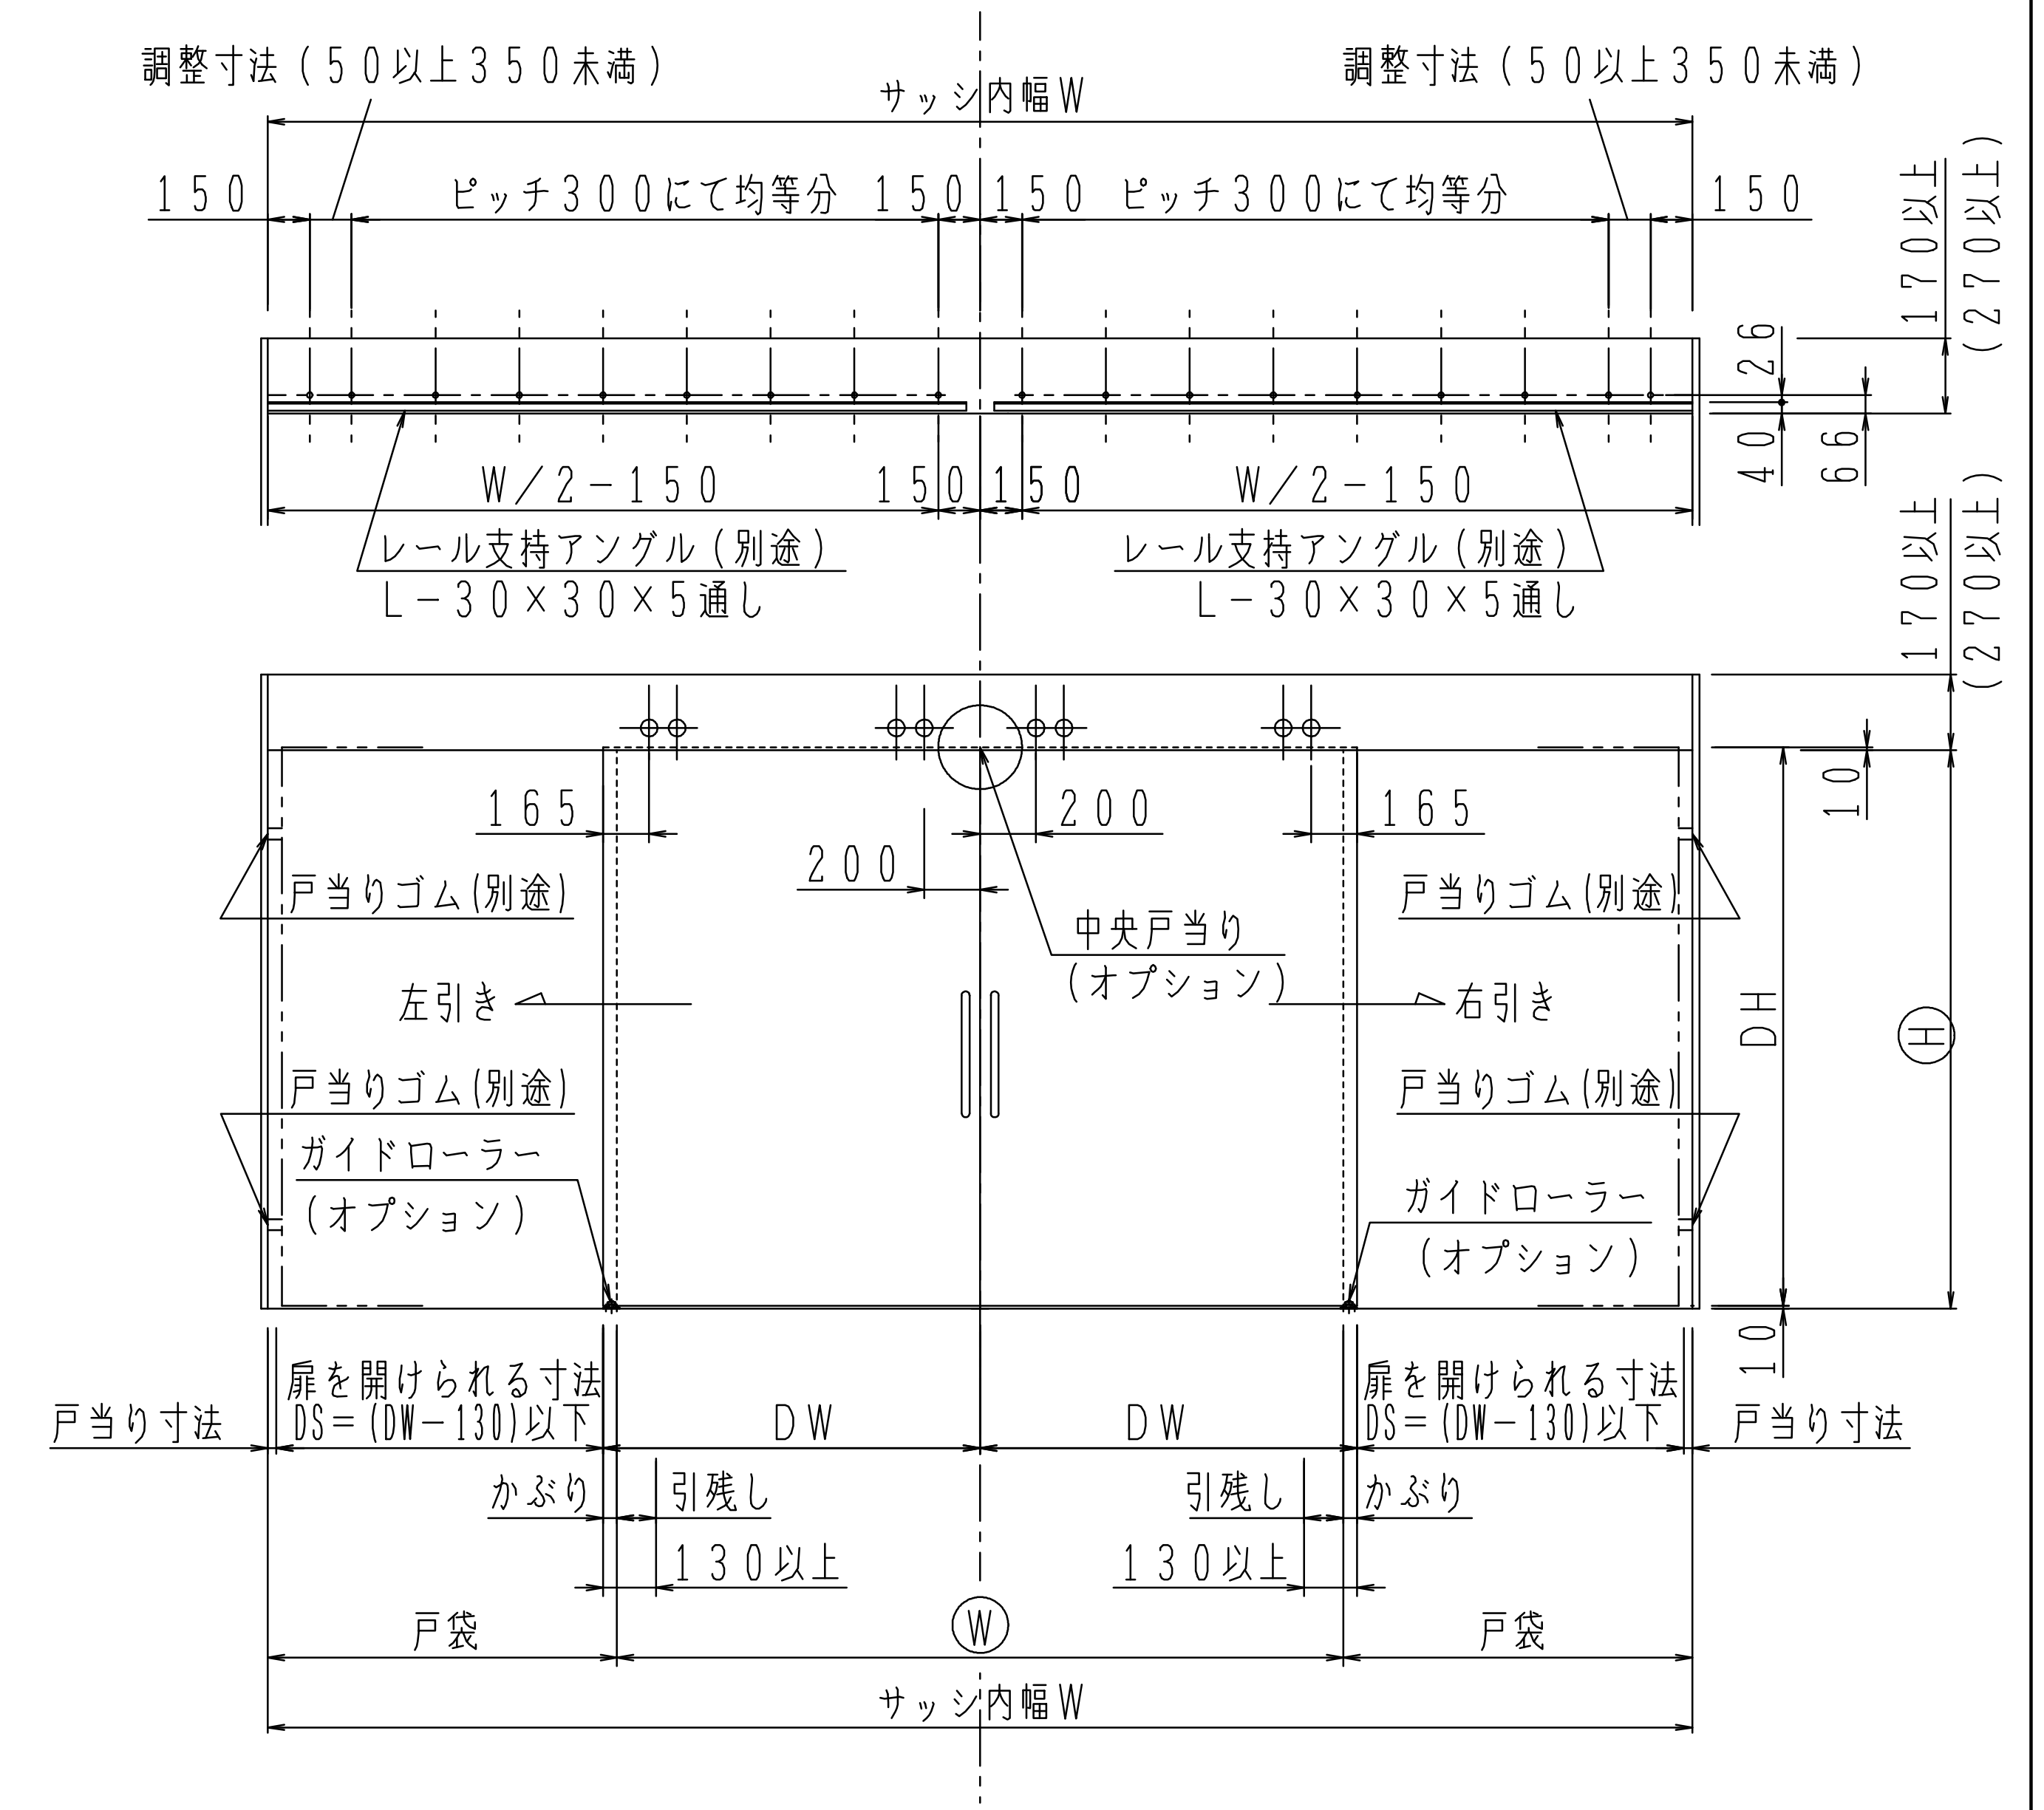 調整寸法(50以上350未満)
調整寸法(50以上350未満)
サッシ内幅W
150
ピッチ300にて均等分
150
150
ピッチ300にて均等分
150
170以上
(270以上)
26
40
66
W/2-150
150
150
W/2-150
レール支持アングル(別途)
L-30×30×5通し
レール支持アングル(別途)
L-30×30×5通し
170以上
(270以上)
10
165
200
165
200
戸当りゴム(別途)
戸当りゴム(別途)
中央戸当り
(オプション)
左引き
右引き
DH
H
戸当りゴム(別途)
戸当りゴム(別途)
ガイドローラー
(オプション)
ガイドローラー
(オプション)
10
扉を開けられる寸法
DS=(DW-130)以下
扉を開けられる寸法
DS=(DW-130)以下
戸当り寸法
DW
DW
戸当り寸法
かぶり
引残し
引残し
かぶり
130以上
130以上
戸袋
W
戸袋
サッシ内幅W